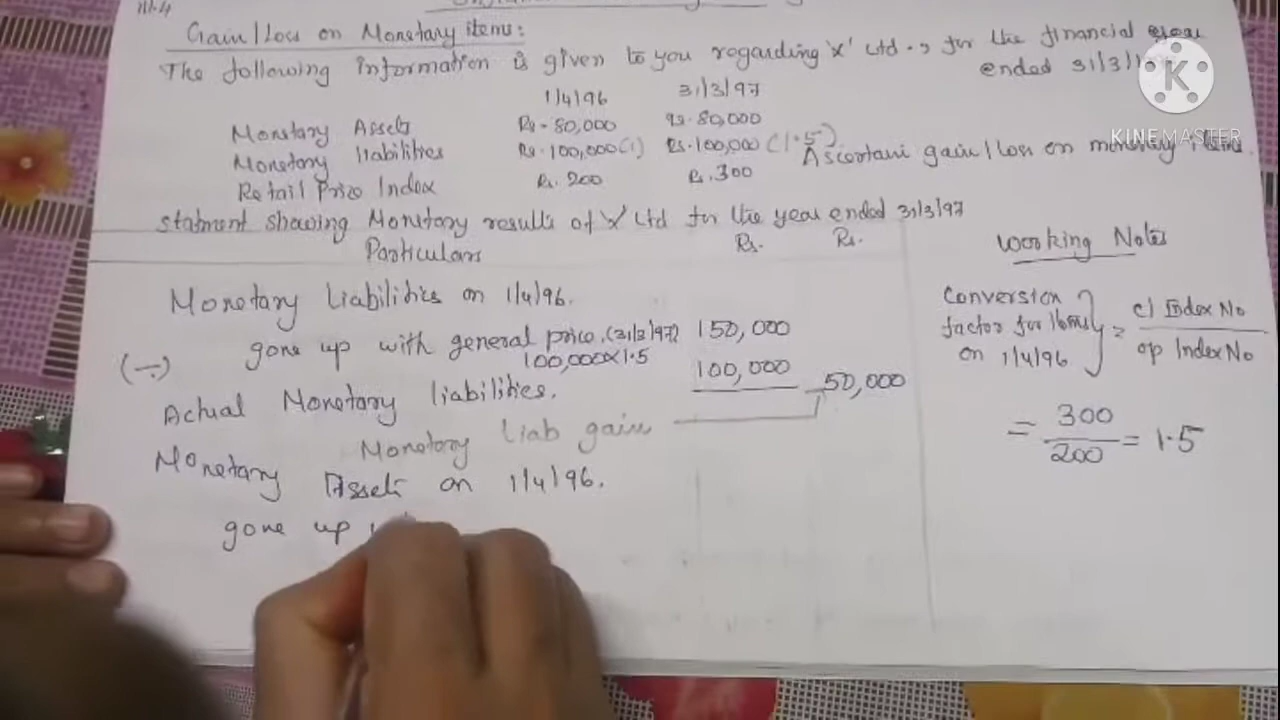 Gain/loss on Monetary items:
The following information is given to you regarding 'X' Ltd., for the financial year
ended 31/3/
1/4/96 31/3/97
Monetary Assets Rs. 80,000 Rs. 80,000
Monetary liabilities Rs. 100,000 (1) Rs. 100,000 (1.5)
Ascertain gain/loss on monetary items.
Retail Price Index Rs. 200 Rs. 300
Statment showing Monetary results of 'X' Ltd for the year ended 31/3/97
Particulars Rs. Rs.
Monetary Liabilities on 1/4/96.
gone up with general price. (31/3/97) 150,000
100,000 x 1.5
(-)
Actual Monetary liabilities. 100,000 50,000
Monetary Liab gain
Monetary Assets on 1/4/96.
gone up
Working Notes
Conversion
factor for items
on 1/4/96 = cl Index No
op Index No
= 300
200 = 1.5
K
KINEMASTER